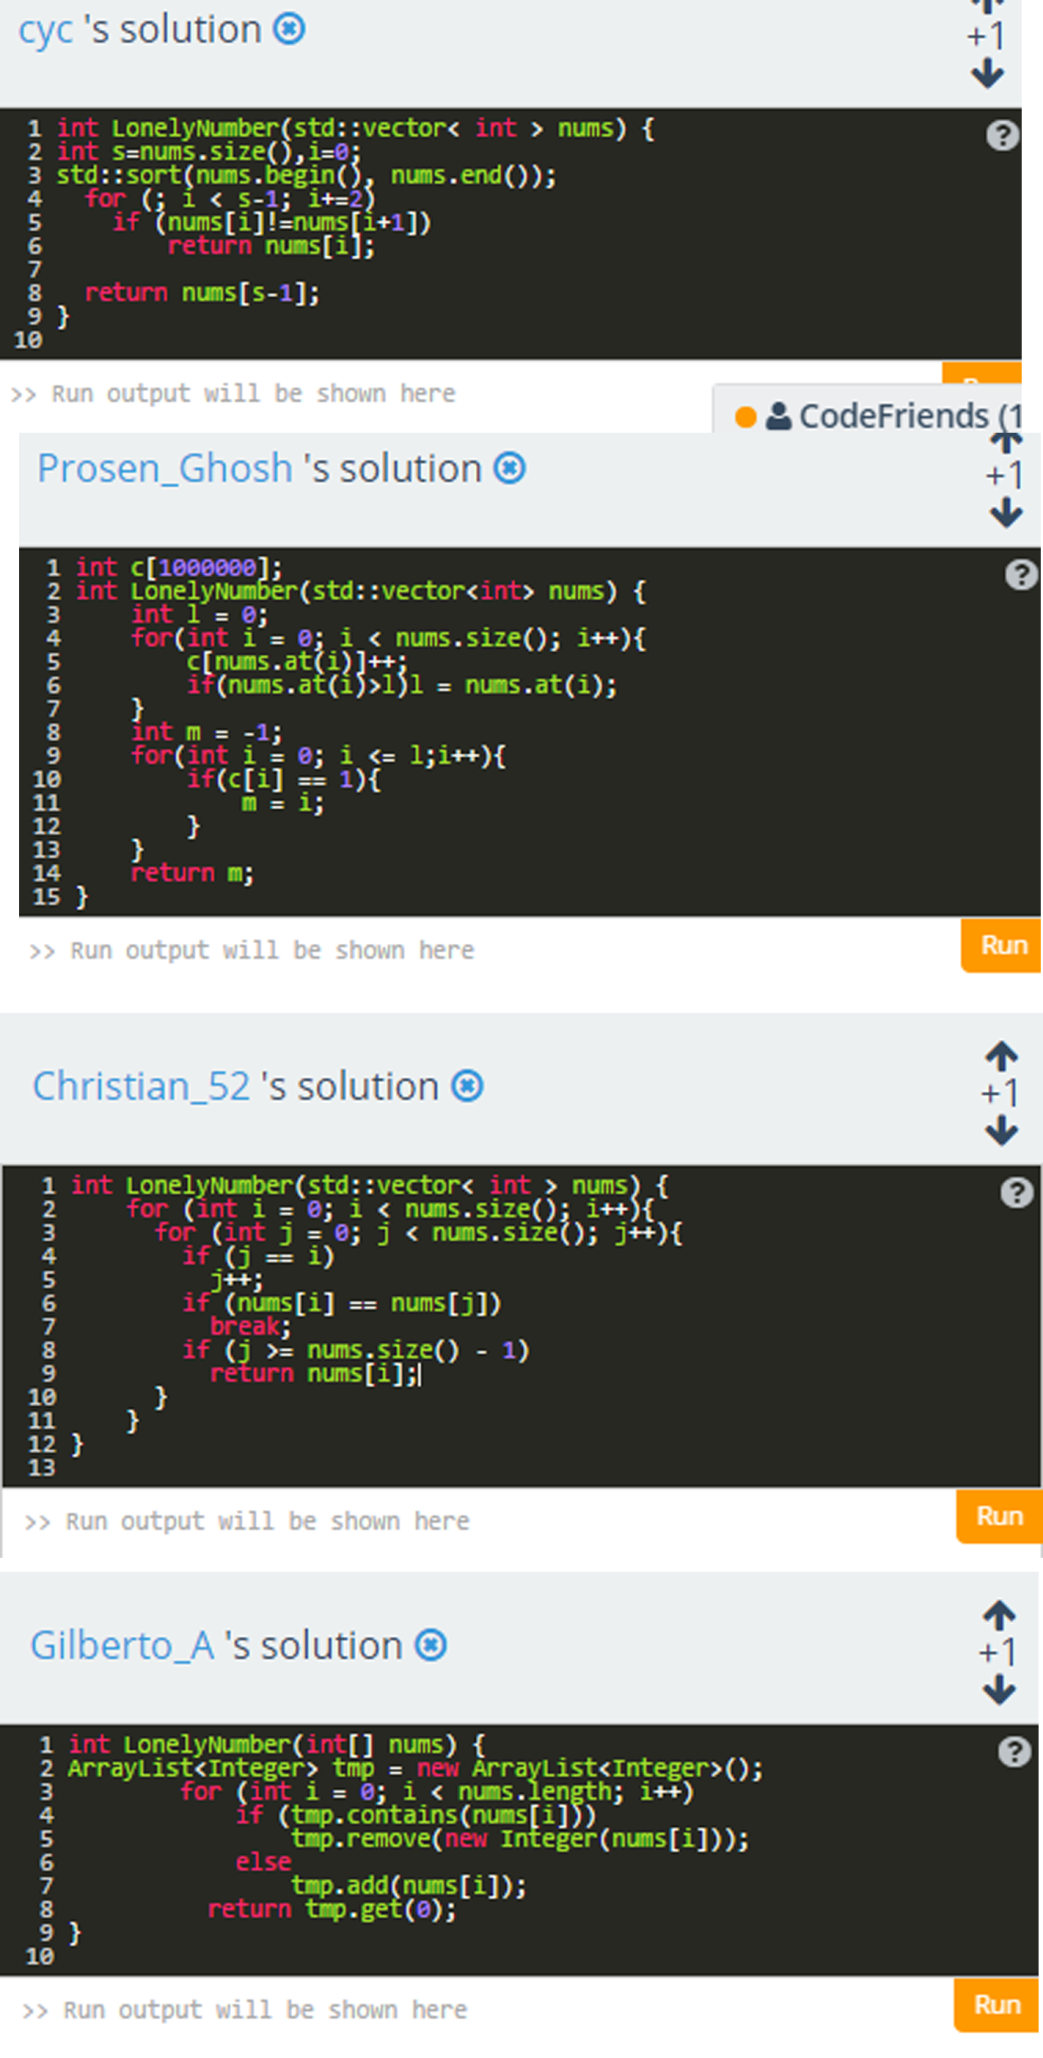 cyc 's solution
+1
1 int LonelyNumber(std::vector< int > nums) {
2 int s=nums.size(),i=0;
3 std::sort(nums.begin(), nums.end());
4   for (; i < s-1; i+=2)
5     if (nums[i]!=nums[i+1])
6         return nums[i];
7
8   return nums[s-1];
9 }
10
>> Run output will be shown here
CodeFriends (1
Prosen_Ghosh 's solution
+1
1 int c[1000000];
2 int LonelyNumber(std::vector<int> nums) {
3     int l = 0;
4     for(int i = 0; i < nums.size(); i++){
5         c[nums.at(i)]++;
6         if(nums.at(i)>l)l = nums.at(i);
7     }
8     int m = -1;
9     for(int i = 0; i <= l;i++){
10         if(c[i] == 1){
11             m = i;
12         }
13     }
14     return m;
15 }
>> Run output will be shown here
Run
Christian_52 's solution
+1
1 int LonelyNumber(std::vector< int > nums) {
2     for (int i = 0; i < nums.size(); i++){
3       for (int j = 0; j < nums.size(); j++){
4         if (j == i)
5           j++;
6         if (nums[i] == nums[j])
7           break;
8         if (j >= nums.size() - 1)
9           return nums[i];
10       }
11     }
12 }
13
>> Run output will be shown here
Run
Gilberto_A 's solution
+1
1 int LonelyNumber(int[] nums) {
2 ArrayList<Integer> tmp = new ArrayList<Integer>();
3         for (int i = 0; i < nums.length; i++)
4             if (tmp.contains(nums[i]))
5                 tmp.remove(new Integer(nums[i]));
6             else
7                 tmp.add(nums[i]);
8           return tmp.get(0);
9 }
10
>> Run output will be shown here
Run